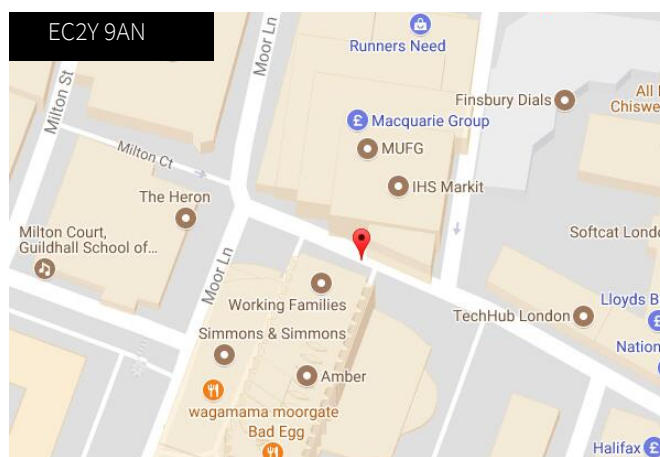 EC2Y 9AN
Moor Ln
Runners Need
Milton St
Finsbury Dials
All
Chiswe
Macquarie Group
MUFG
Milton Ct
IHS Markit
The Heron
Milton Court,
Guildhall School of...
Moor Ln
Softcat Londo
Working Families
Lloyds B
TechHub London
Simmons & Simmons
Nation
Amber
wagamama moorgate
Bad Egg
Halifax